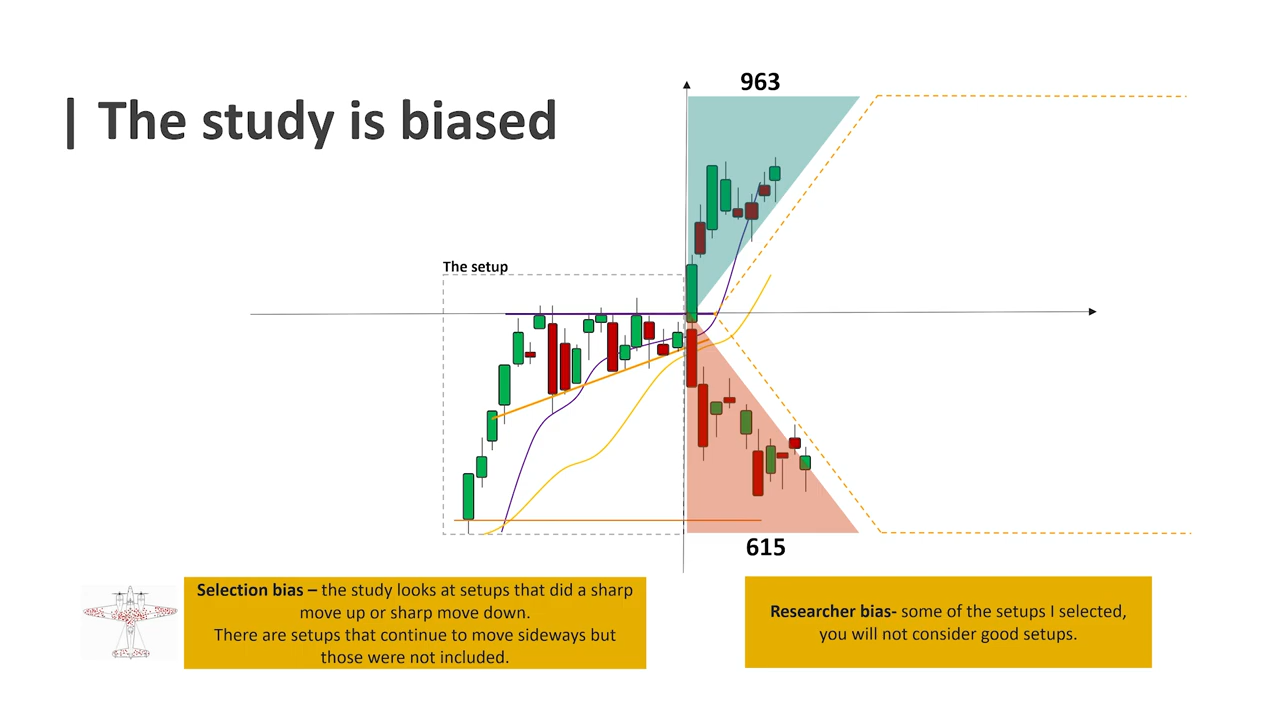 963
| The study is biased
The setup
615
Selection bias – the study looks at setups that did a sharp
move up or sharp move down.
There are setups that continue to move sideways but
those were not included.
Researcher bias- some of the setups I selected,
you will not consider good setups.